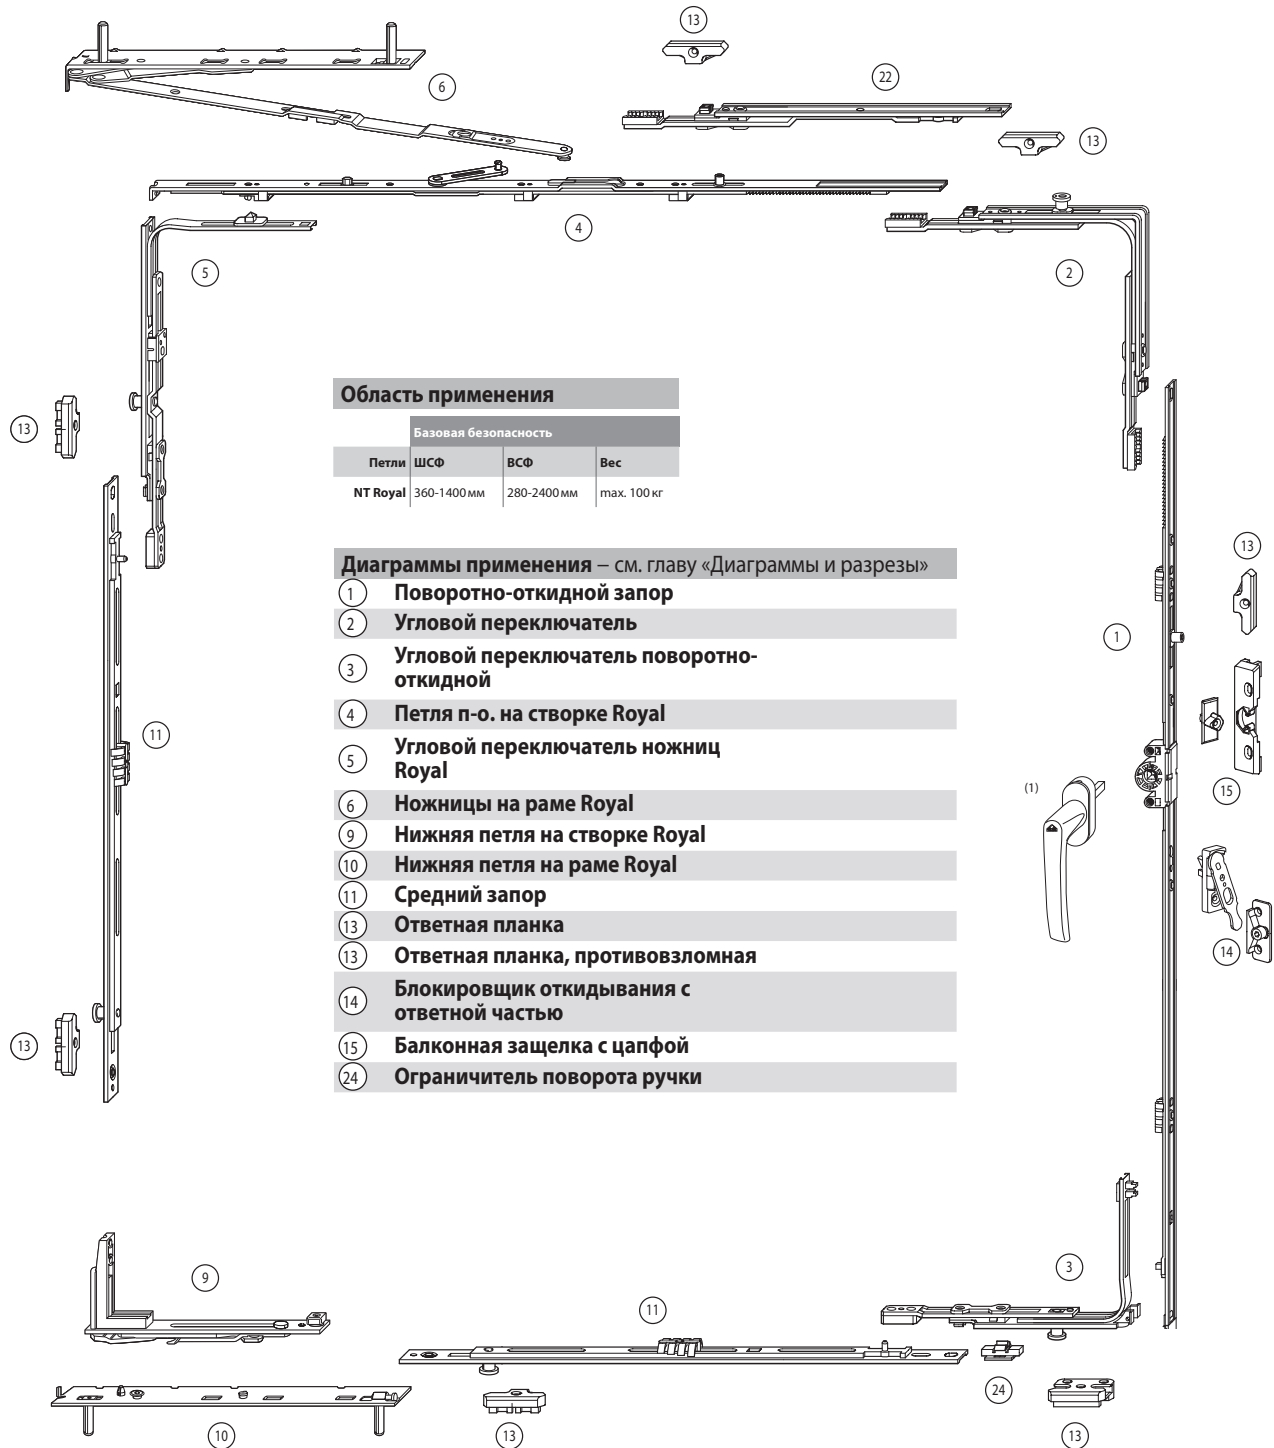 13
6
22
13
4
5
2
13
Область применения
Базовая безопасность
Петли ШСФ ВСФ Вес
NT Royal 360-1400 мм 280-2400 мм max. 100 кг
13
Диаграммы применения – см. главу «Диаграммы и разрезы»
1 Поворотно-откидной запор
2 Угловой переключатель
3 Угловой переключатель поворотно-
откидной
4 Петля п-о. на створке Royal
5 Угловой переключатель ножниц
Royal
6 Ножницы на раме Royal
9 Нижняя петля на створке Royal
10 Нижняя петля на раме Royal
11 Средний запор
13 Ответная планка
13 Ответная планка, противовзломная
14 Блокировщик откидывания с
ответной частью
15 Балконная защелка с цапфой
24 Ограничитель поворота ручки
1
11
(1)
15
14
13
9
3
11
24
10
13
13